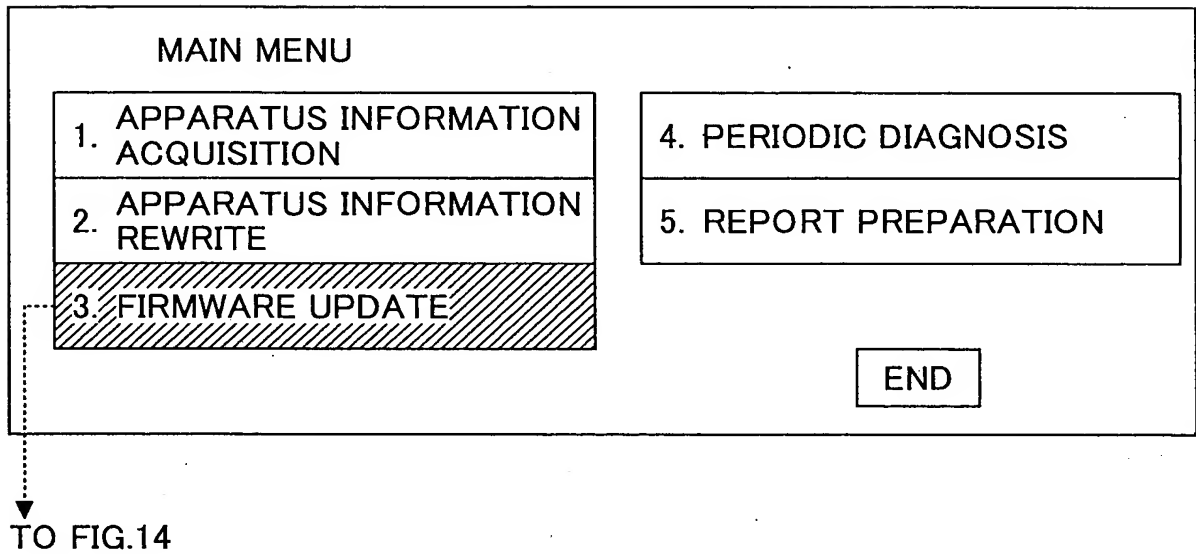 MAIN MENU
1. APPARATUS INFORMATION
ACQUISITION
2. APPARATUS INFORMATION
REWRITE
3. FIRMWARE UPDATE
4. PERIODIC DIAGNOSIS
5. REPORT PREPARATION
END
TO FIG.14